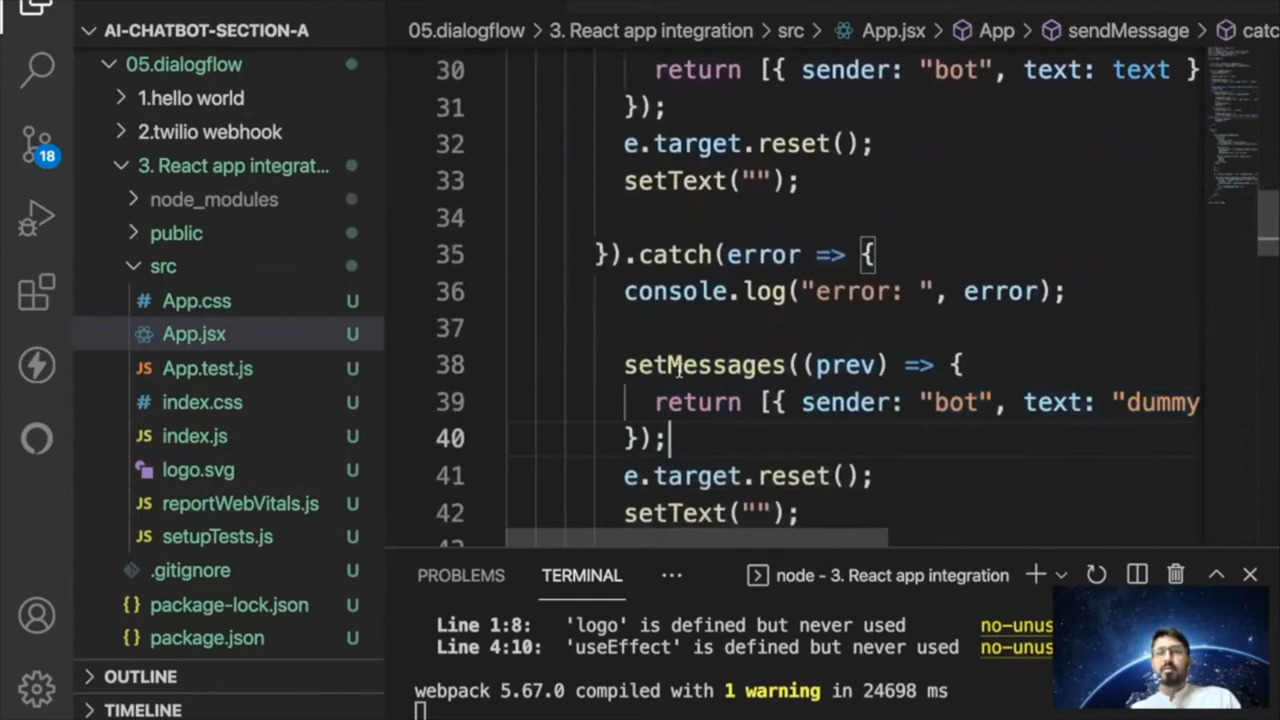 AI-CHATBOT-SECTION-A
05.dialogflow
1.hello world
2.twilio webhook
3. React app integrat...
node_modules
public
src
# App.css U
App.jsx U
JS App.test.js U
# index.css U
JS index.js U
logo.svg U
JS reportWebVitals.js U
JS setupTests.js U
.gitignore U
{} package-lock.json U
{} package.json U
OUTLINE
TIMELINE
18
05.dialogflow > 3. React app integration > src > App.jsx > App > sendMessage > catc
30 return [{ sender: "bot", text: text }
31 });
32 e.target.reset();
33 setText("");
34
35 }).catch(error => {
36 console.log("error: ", error);
37
38 setMessages((prev) => {
39 return [{ sender: "bot", text: "dummy
40 });
41 e.target.reset();
42 setText("");
PROBLEMS TERMINAL ... node - 3. React app integration
Line 1:8: 'logo' is defined but never used no-unus
Line 4:10: 'useEffect' is defined but never used no-unus
webpack 5.67.0 compiled with 1 warning in 24698 ms